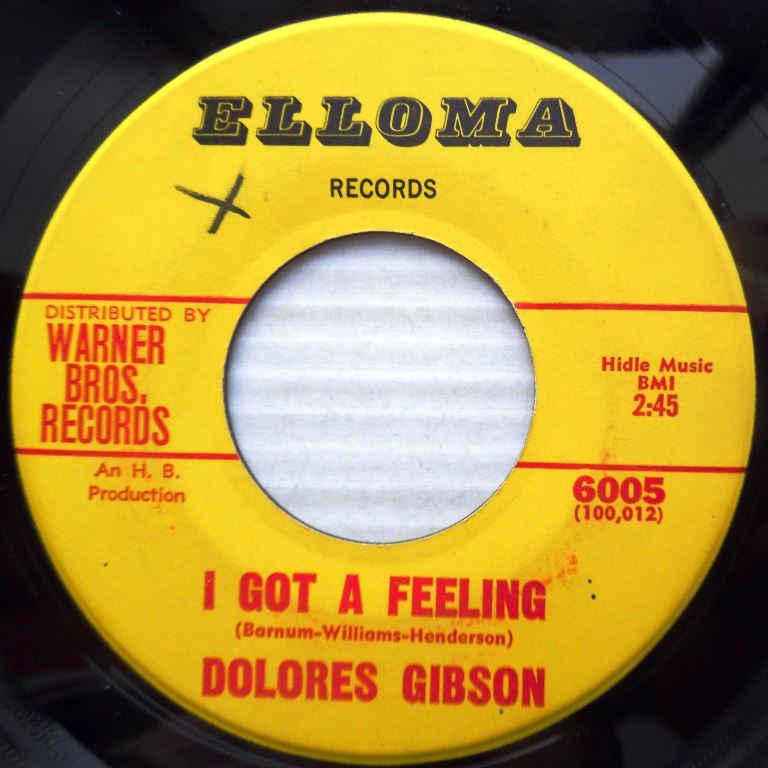 ELLOMA
RECORDS
DISTRIBUTED BY
WARNER
BROS.
RECORDS
An H. B.
Production
Hidle Music
BMI
2:45
6005
(100,012)
I GOT A FEELING
(Barnum-Williams-Henderson)
DOLORES GIBSON